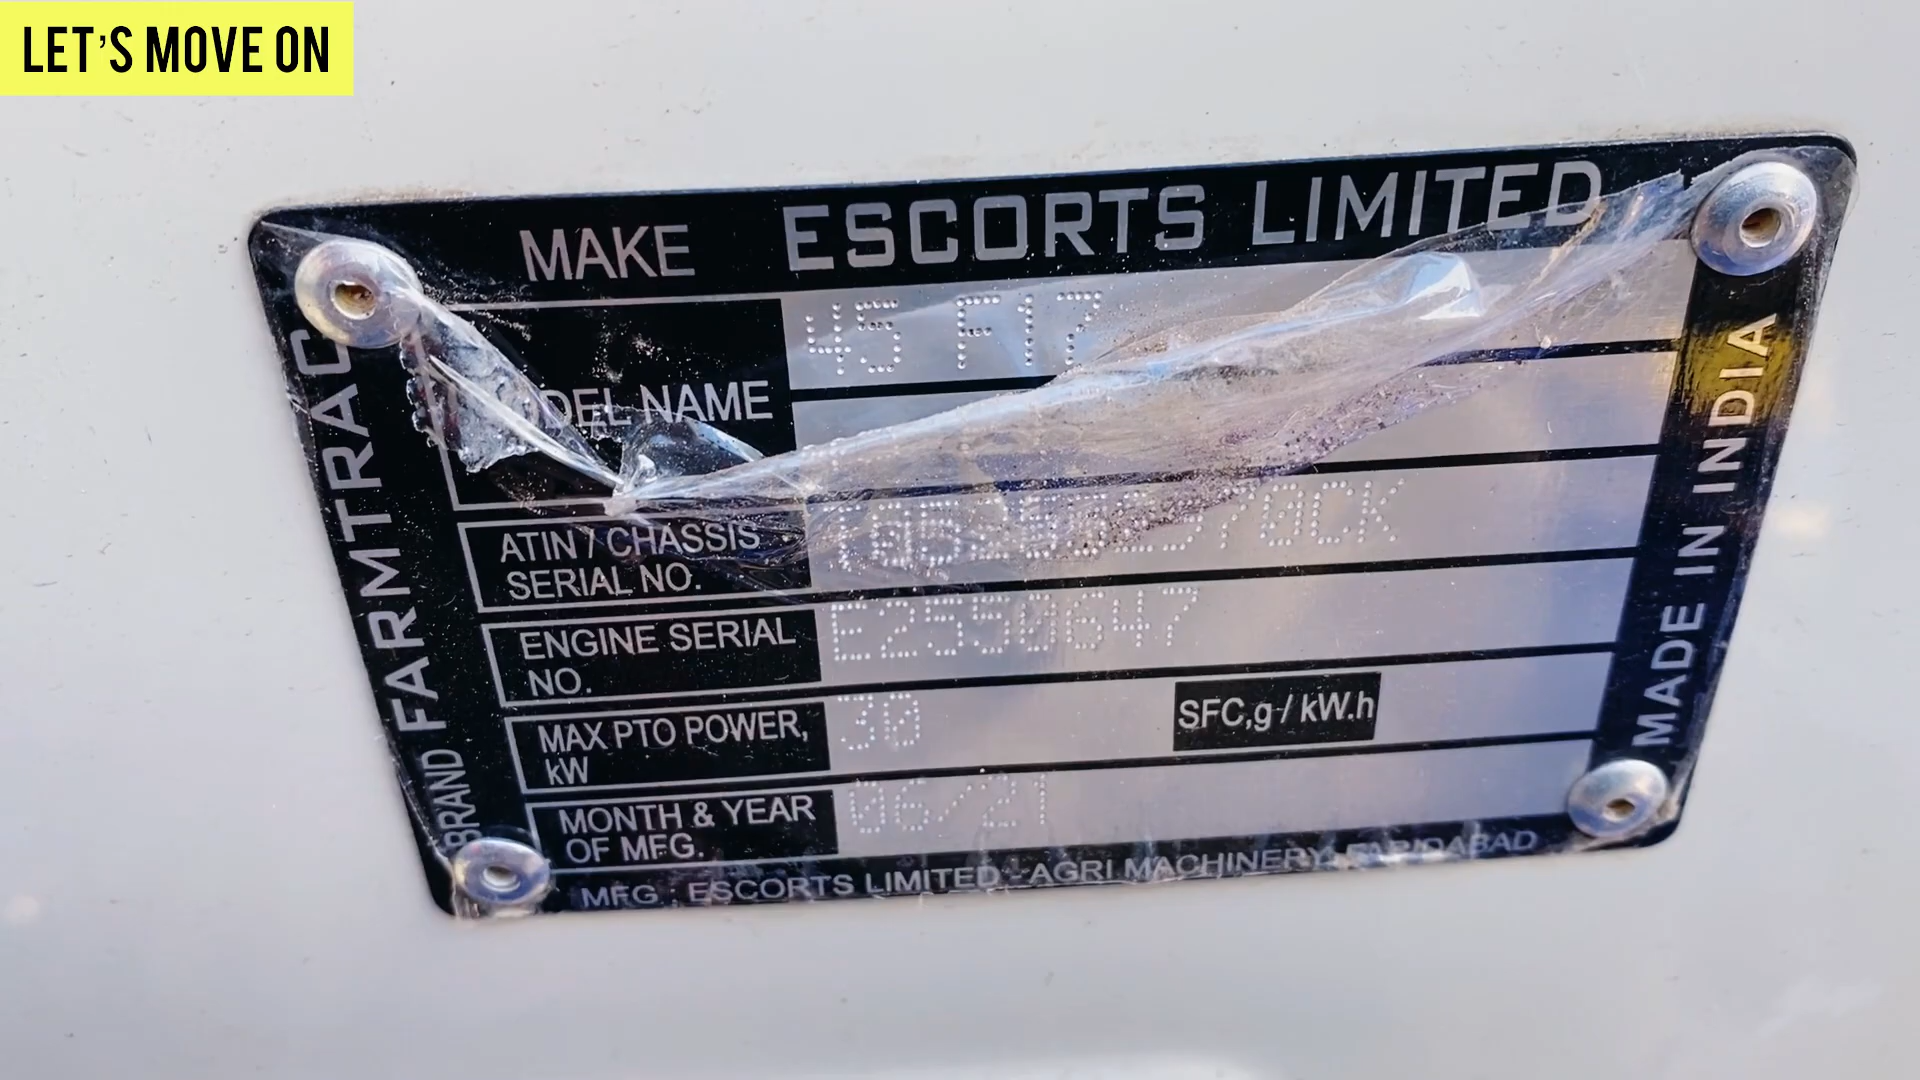 LET'S MOVE ON
MAKE ESCORTS LIMITED
BRAND FARMTRAC
MODEL NAME 45 F17
ATIN / CHASSIS
SERIAL NO.
ENGINE SERIAL
NO. E2550647
MAX PTO POWER,
kW 30 SFC,g / kW.h
MONTH & YEAR
OF MFG. 06/21
MFG : ESCORTS LIMITED - AGRI MACHINERY, FARIDABAD
MADE IN INDIA